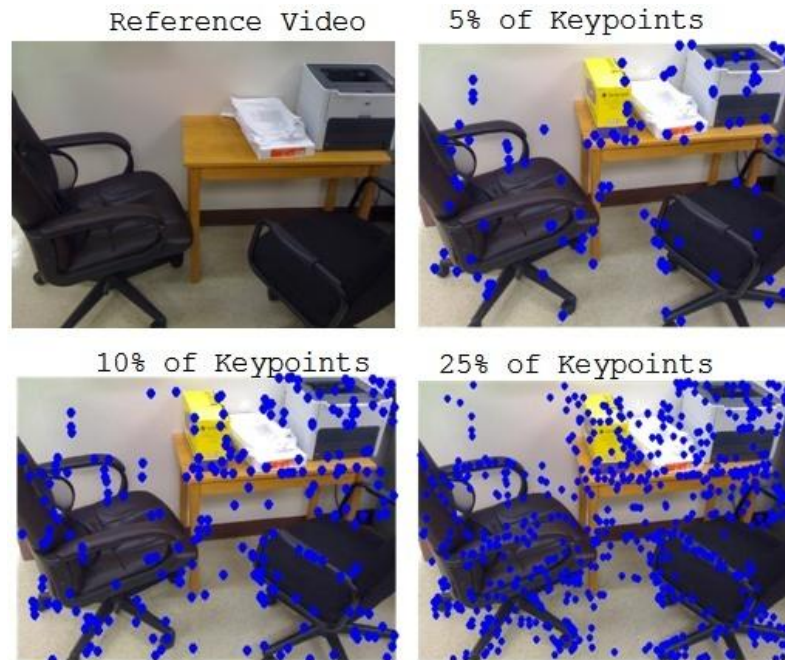 Reference Video
5% of Keypoints
10% of Keypoints
25% of Keypoints